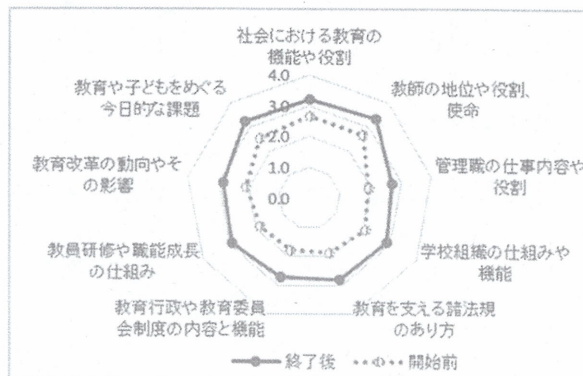 社会における教育の
機能や役割
教師の地位や役割、
使命
管理職の仕事内容や
役割
学校組織の仕組みや
機能
教育を支える諸法規
のあり方
教育行政や教育委員
会制度の内容と機能
教員研修や職能成長
の仕組み
教育改革の動向やそ
の影響
教育や子どもをめぐる
今日的な課題
4.0
3.0
2.0
1.0
0.0
終了後
開始前